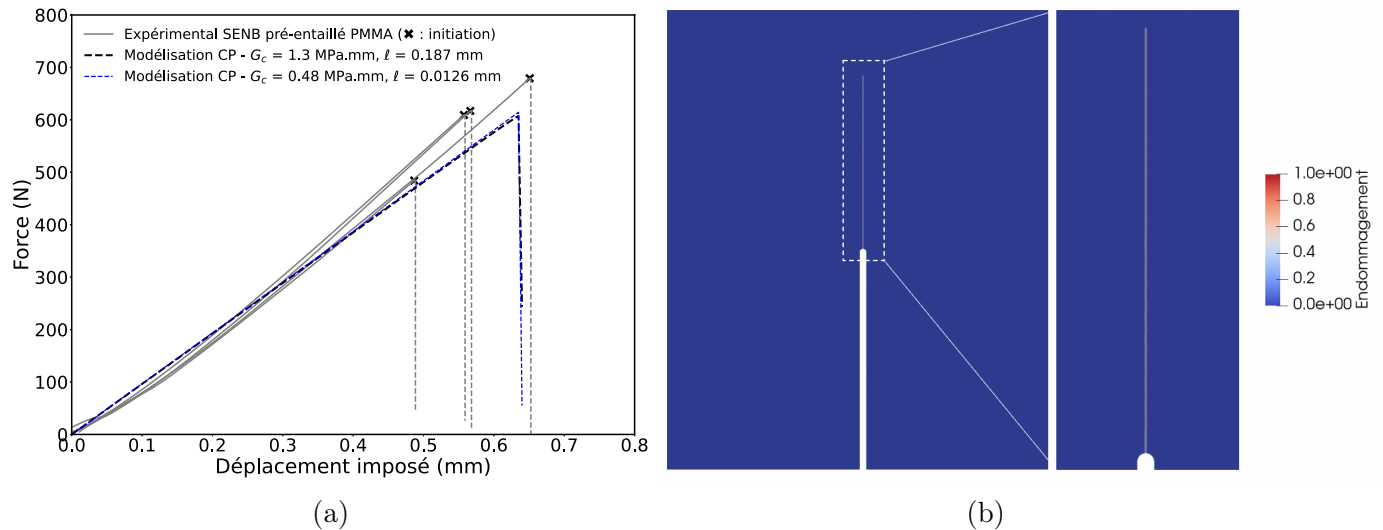 Expérimental SENB pré-entaillé PMMA (✖ : initiation)
Modélisation CP - G_c = 1.3 MPa.mm, ℓ = 0.187 mm
Modélisation CP - G_c = 0.48 MPa.mm, ℓ = 0.0126 mm
Force (N)
800
700
600
500
400
300
200
100
0
0.0 0.1 0.2 0.3 0.4 0.5 0.6 0.7 0.8
Déplacement imposé (mm)
(a)
1.0e+00
0.8
0.6
0.4
0.2
0.0e+00
Endommagement
(b)